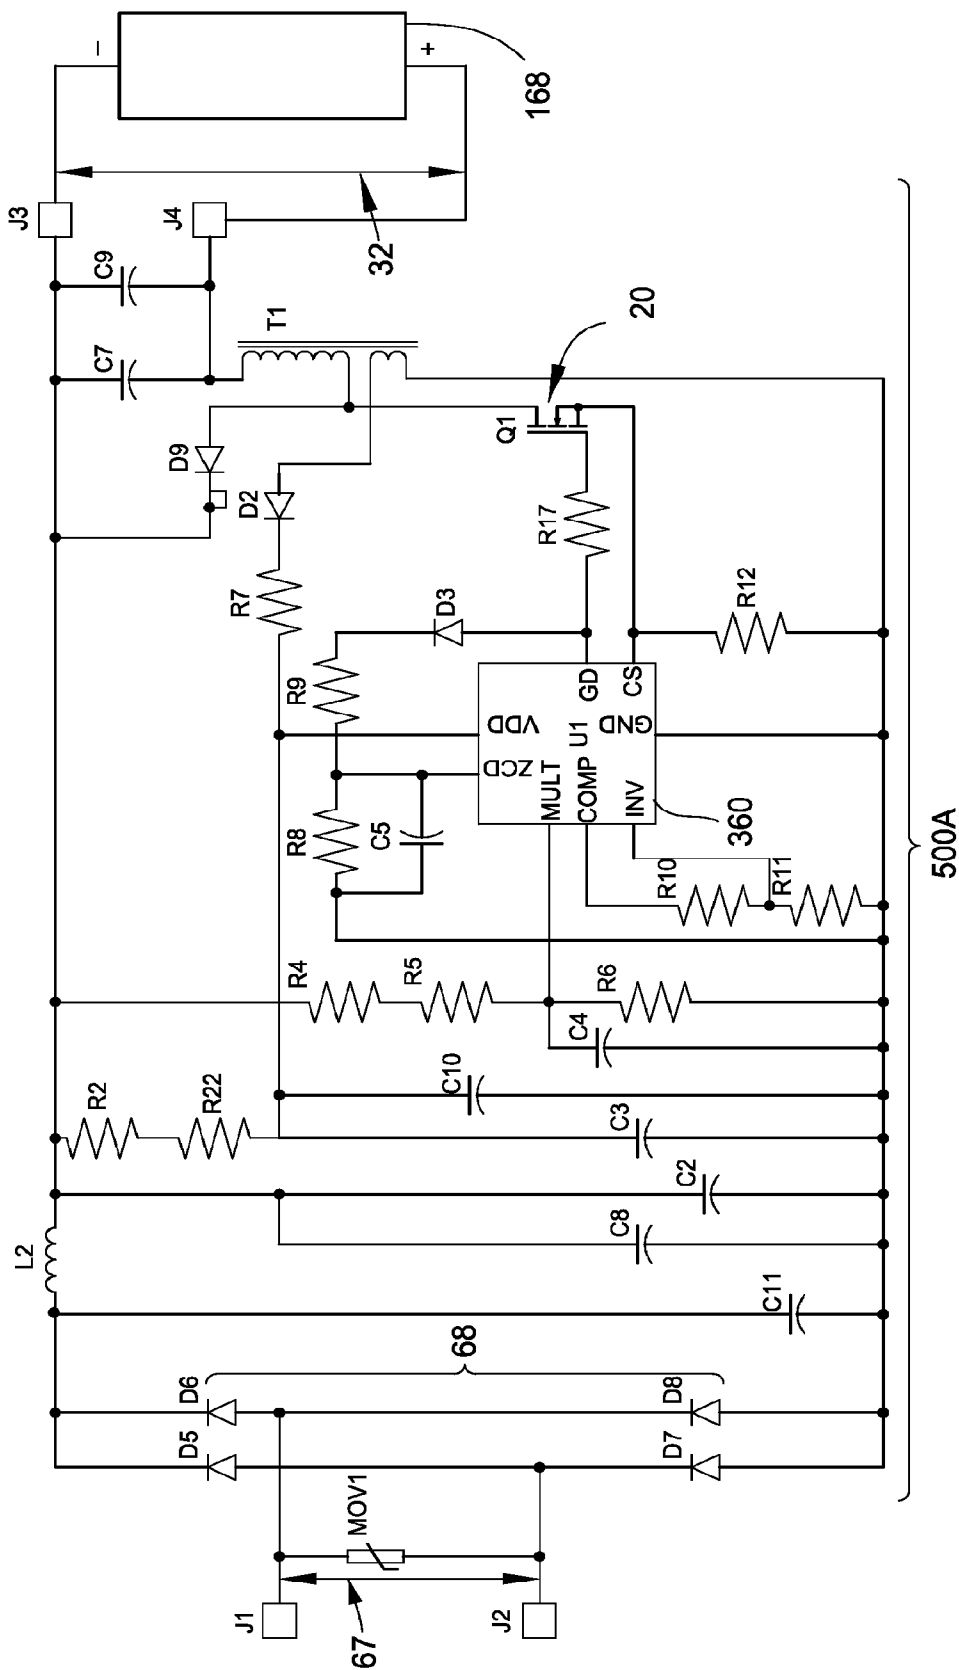 J1
J2
67
MOV1
D5
D6
D7
D8
68
C11
L2
C8
C2
C3
C10
R2
R22
C4
R4
R5
R6
R8
C5
R9
R10
R11
360
ZCD
VDD
MULT
COMP
INV
U1
GND
GD
CS
D3
R7
D2
D9
R17
R12
Q1
20
T1
C7
C9
J3
J4
32
-
+
168
500A